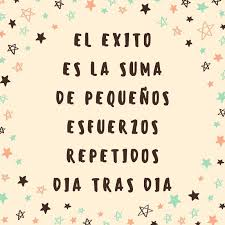 EL EXITO
ES LA SUMA
DE PEQUEÑOS
ESFUERZOS
REPETIDOS
DIA TRAS DIA